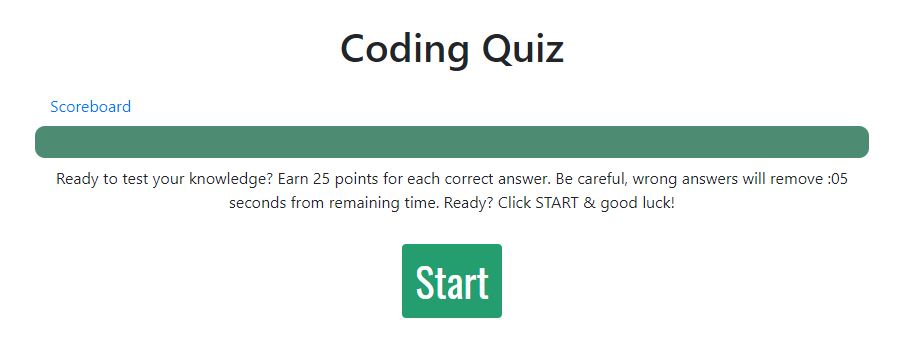 Coding Quiz
Scoreboard
Ready to test your knowledge? Earn 25 points for each correct answer. Be careful, wrong answers will remove :05
seconds from remaining time. Ready? Click START & good luck!
Start